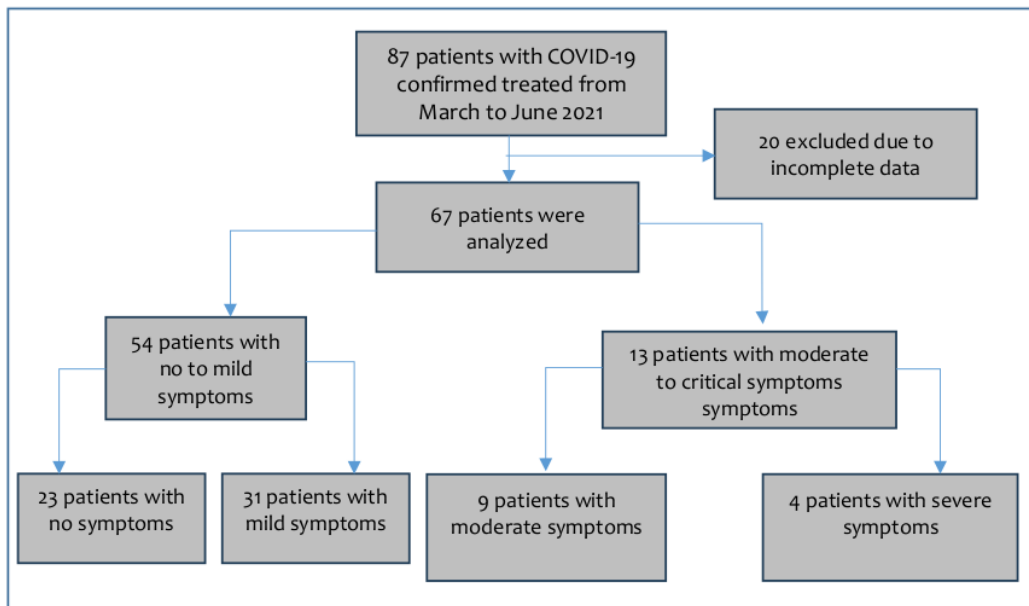 87 patients with COVID-19
confirmed treated from
March to June 2021
20 excluded due to
incomplete data
67 patients were
analyzed
54 patients with
no to mild
symptoms
13 patients with moderate
to critical symptoms
symptoms
23 patients with
no symptoms
31 patients with
mild symptoms
9 patients with
moderate symptoms
4 patients with severe
symptoms